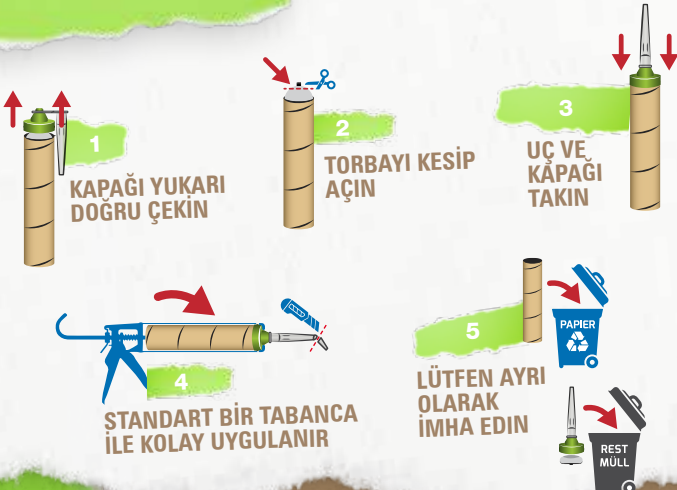 1
KAPAĞI YUKARI
DOĞRU ÇEKİN
2
TORBAYI KESİP
AÇIN
3
UÇ VE
KAPAĞI
TAKIN
4
STANDART BİR TABANCA
İLE KOLAY UYGULANIR
5
LÜTFEN AYRI
OLARAK
İMHA EDIN
PAPIER
REST
MÜLL